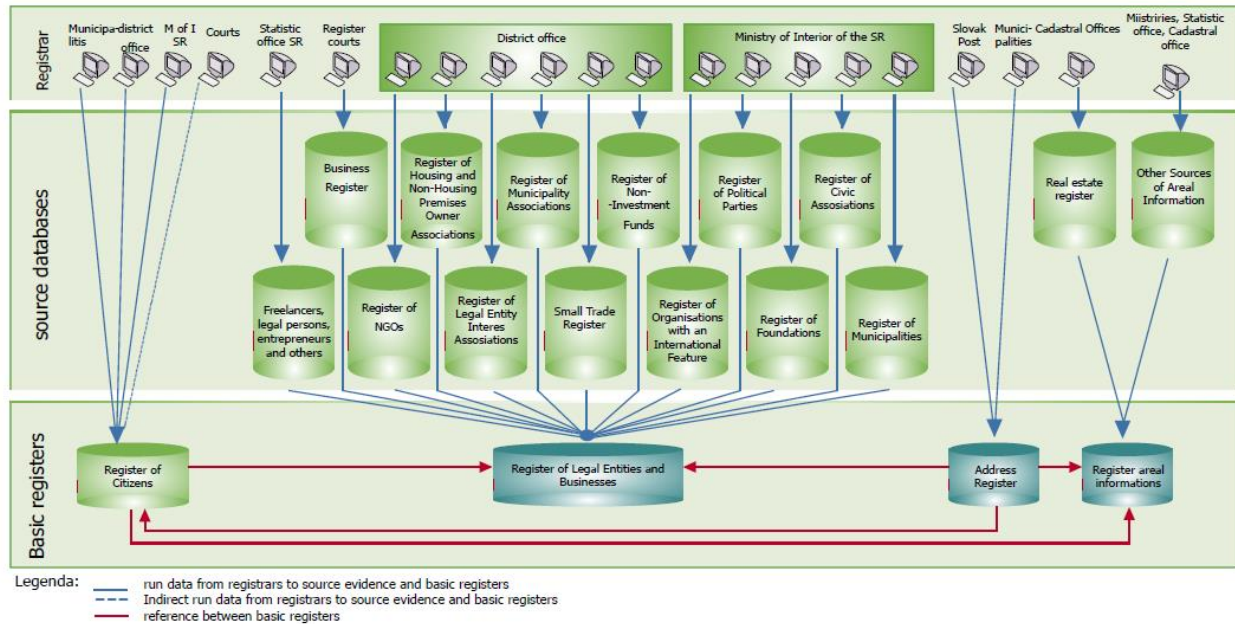 Registrar
Municipa-
litis
district
office
M of I
SR
Courts
Statistic
office SR
Register
courts
District office
Ministry of Interior of the SR
Slovak
Post
Munici-
palities
Cadastral Offices
Miistriries, Statistic
office, Cadastral
office
source databases
Business
Register
Register of
Housing and
Non-Housing
Premises
Owner
Associations
Register of
Municipality
Associations
Register of
Non-
-Investment
Funds
Register
of Political
Parties
Register of
Civic
Assosiations
Real estate
register
Other Sources
of Areal
Information
Freelancers,
legal persons,
entrepreneurs
and others
Register of
NGOs
Register of
Legal Entity
Interes
Assosiations
Small Trade
Register
Register of
Organisations
with an
International
Feature
Register of
Foundations
Register of
Municipalities
Basic registers
Register of
Citizens
Register of Legal Entities and
Businesses
Address
Register
Register areal
informations
Legenda:
run data from registrars to source evidence and basic registers
Indirect run data from registrars to source evidence and basic registers
reference between basic registers